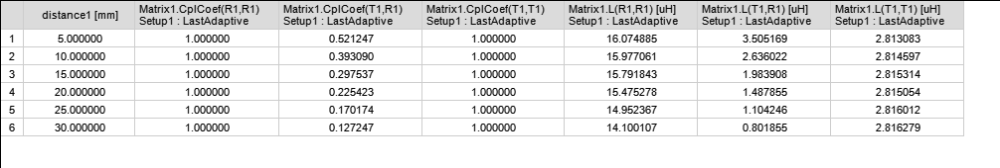 distance1 [mm] Matrix1.CplCoef(R1,R1) Matrix1.CplCoef(T1,R1) Matrix1.CplCoef(T1,T1) Matrix1.L(R1,R1) [uH] Matrix1.L(T1,R1) [uH] Matrix1.L(T1,T1) [uH]
Setup1 : LastAdaptive Setup1 : LastAdaptive Setup1 : LastAdaptive Setup1 : LastAdaptive Setup1 : LastAdaptive Setup1 : LastAdaptive
1 5.000000 1.000000 0.521247 1.000000 16.074885 3.505169 2.813083
2 10.000000 1.000000 0.393090 1.000000 15.977061 2.636022 2.814597
3 15.000000 1.000000 0.297537 1.000000 15.791843 1.983908 2.815314
4 20.000000 1.000000 0.225423 1.000000 15.475278 1.487855 2.815054
5 25.000000 1.000000 0.170174 1.000000 14.952367 1.104246 2.816012
6 30.000000 1.000000 0.127247 1.000000 14.100107 0.801855 2.816279